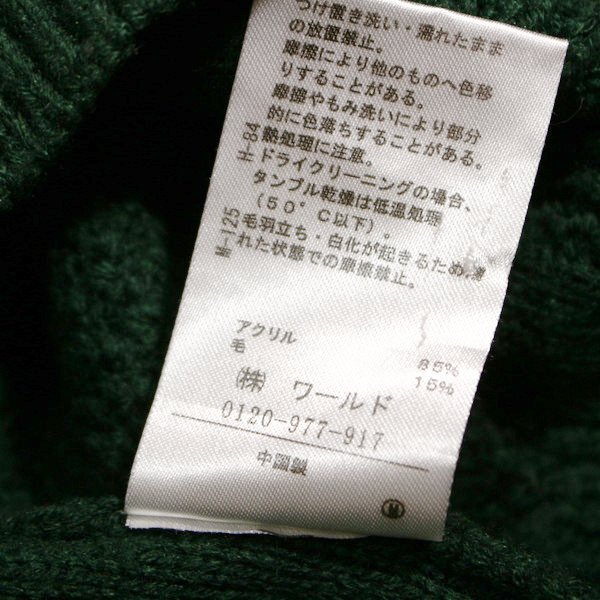 つけ置き洗い・濡れたまま
の放置禁止。
摩擦により他のものへ色移
りすることがある。
摩擦やもみ洗いにより部分
的に色落ちすることがある。
H-84 熱処理に注意。
ドライクリーニングの場合、
タンブル乾燥は低温処理
(50°C以下)。
H-125 毛羽立ち・白化が起きるため、濡
れた状態での摩擦禁止。
アクリル 85%
毛 15%
(株) ワールド
0120-977-917
中国製
M